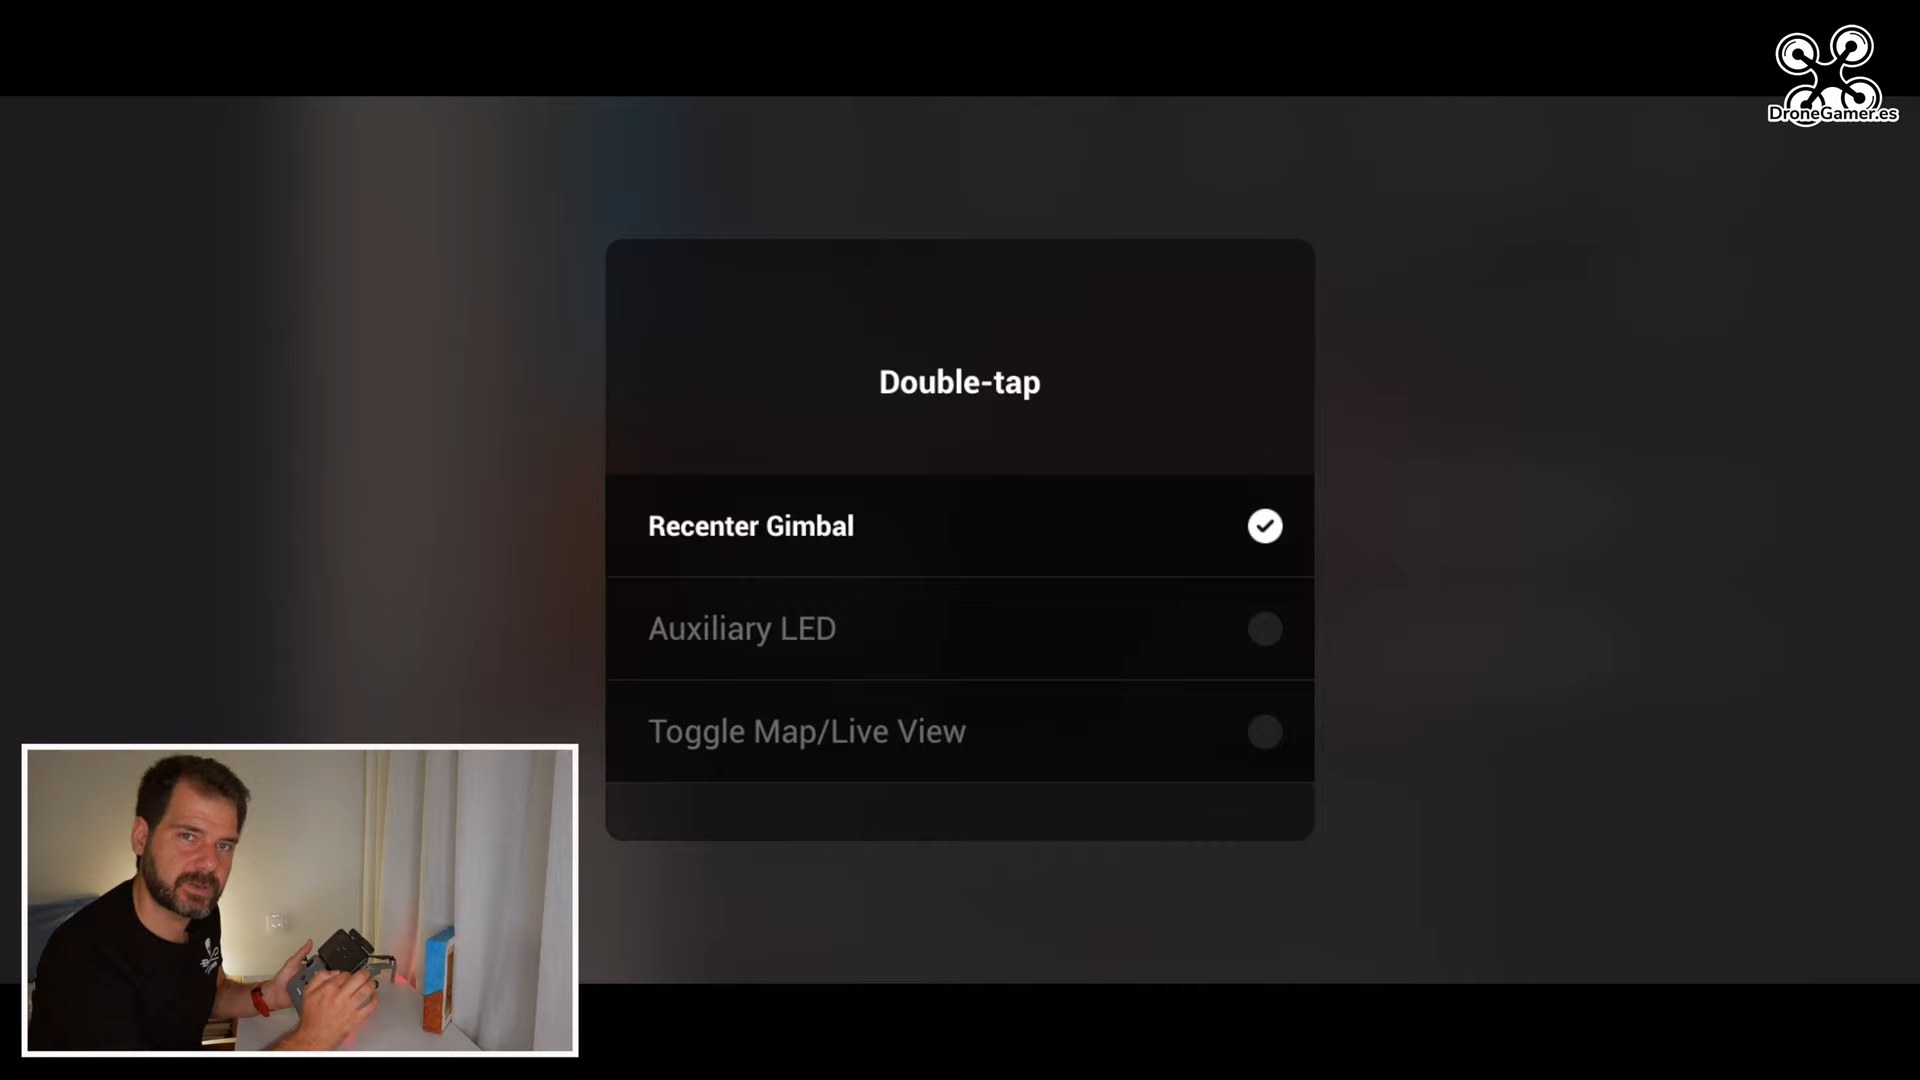 DroneGamer.es
Double-tap
Recenter Gimbal
Auxiliary LED
Toggle Map/Live View